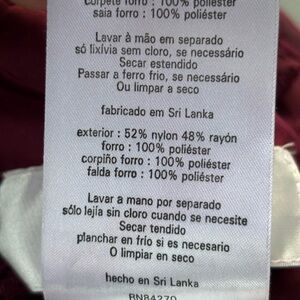 corpete forro : 100% poliéster
saia forro : 100% poliéster
Lavar à mão em separado
só lixívia sem cloro, se necessário
Secar estendido
Passar a ferro frio, se necessário
Ou limpar a seco
fabricado em Sri Lanka
exterior : 52% nylon 48% rayón
forro : 100% poliéster
corpiño forro : 100% poliéster
falda forro : 100% poliéster
Lavar a mano por separado
sólo lejía sin cloro cuando se necesite
Secar tendido
planchar en frío si es necesario
O limpiar en seco
hecho en Sri Lanka
RN84270